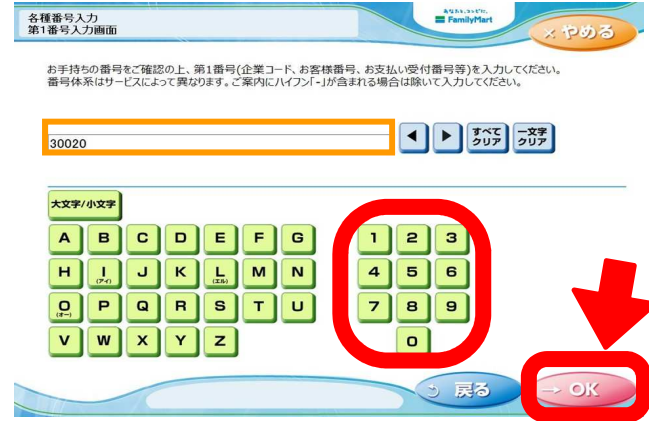 各種番号入力
第1番号入力画面
あなたと、コンビに、
FamilyMart
× やめる
お手持ちの番号をご確認の上、第1番号(企業コード、お客様番号、お支払い受付番号等)を入力してください。
番号体系はサービスによって異なります。ご案内にハイフン「-」が含まれる場合は除いて入力してください。
30020
◀ ▶ すべて
クリア
一文字
クリア
大文字/小文字
A B C D E F G 1 2 3
H I J K L M N 4 5 6
(アイ) (エル)
O P Q R S T U 7 8 9
(オー)
V W X Y Z 0
戻る
→ OK